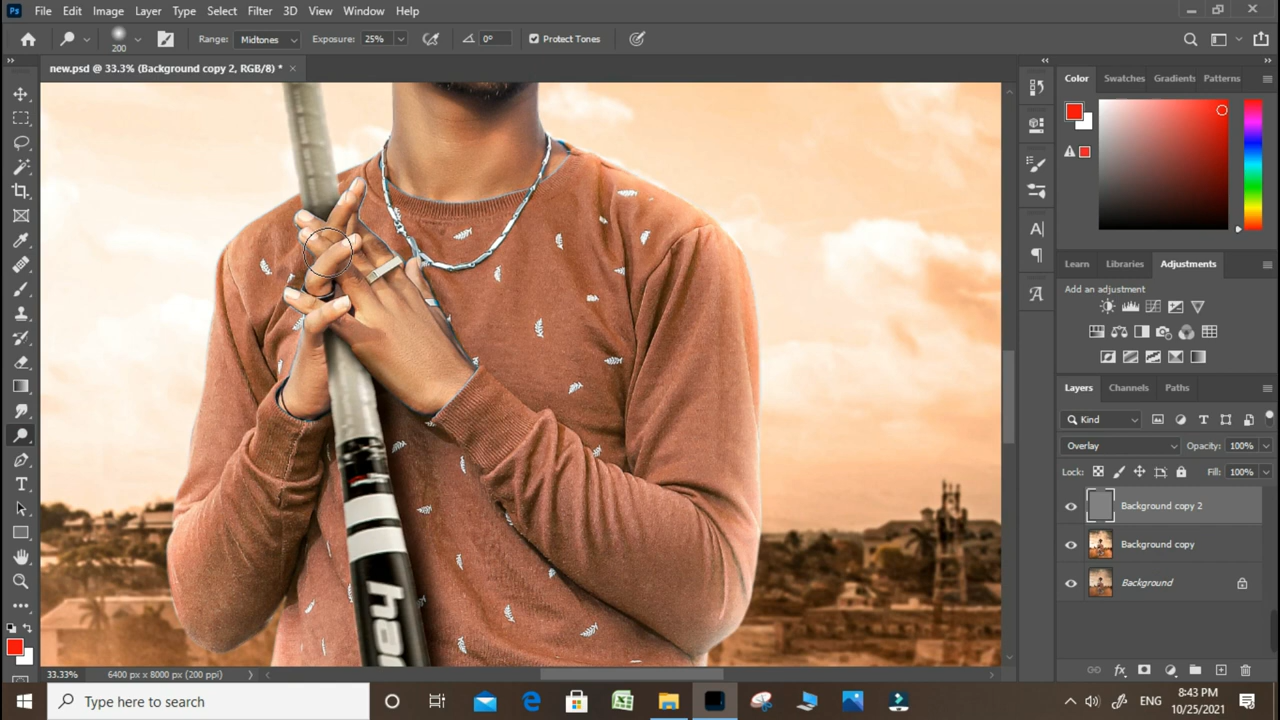 Ps File Edit Image Layer Type Select Filter 3D View Window Help
200 Range: Midtones Exposure: 25% 0° Protect Tones
new.psd @ 33.3% (Background copy 2, RGB/8) *
Color Swatches Gradients Patterns
Learn Libraries Adjustments
Add an adjustment
Layers Channels Paths
Kind
Overlay Opacity: 100%
Lock: Fill: 100%
Background copy 2
Background copy
Background
33.33% 6400 px x 8000 px (200 ppi)
Type here to search
ENG
8:43 PM
10/25/2021